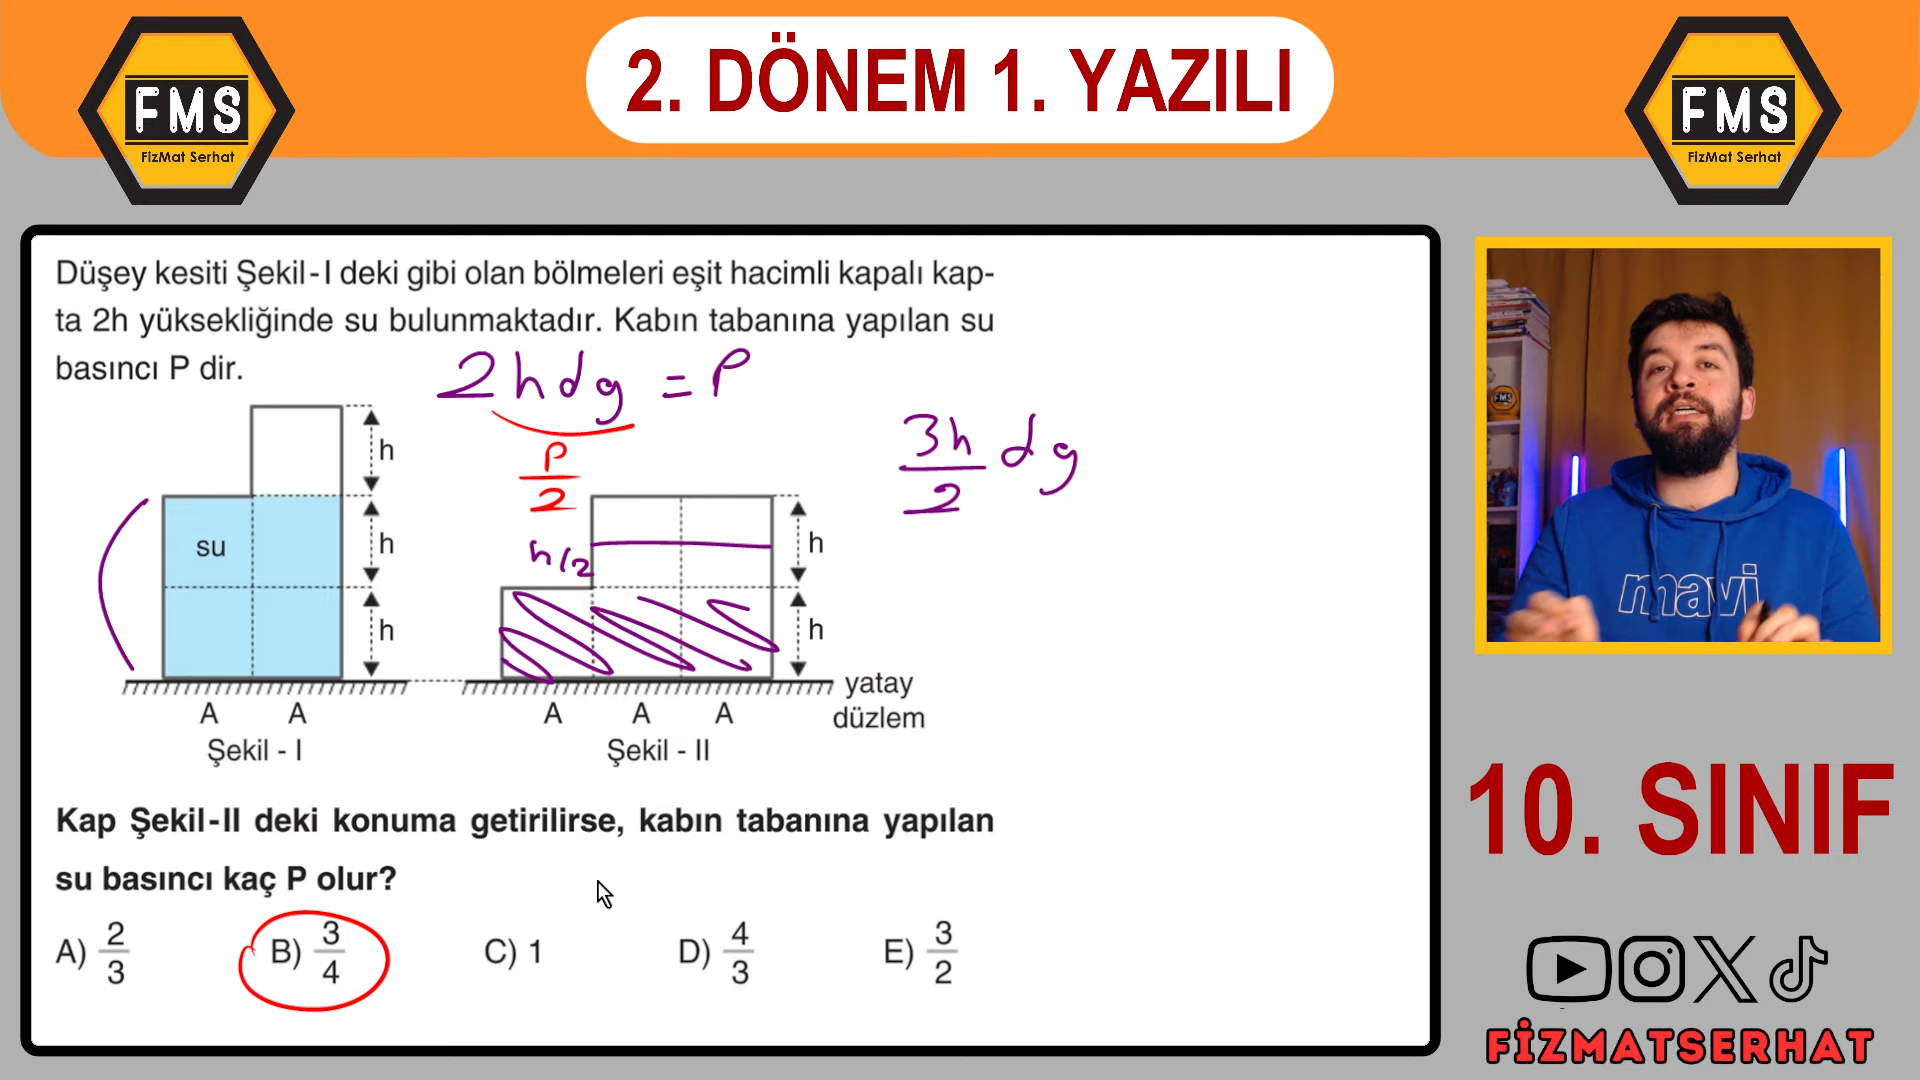 2. DÖNEM 1. YAZILI
FMS
FizMat Serhat
FMS
FizMat Serhat
Düşey kesiti Şekil-I deki gibi olan bölmeleri eşit hacimli kapalı kap-
ta 2h yüksekliğinde su bulunmaktadır. Kabın tabanına yapılan su
basıncı P dir.
2hdg = P
P/2
3h/2 dg
h
su
h
h
h/2
h
h
yatay
düzlem
A A
A A A
Şekil - I
Şekil - II
Kap Şekil-II deki konuma getirilirse, kabın tabanına yapılan
su basıncı kaç P olur?
A) 2/3 B) 3/4 C) 1 D) 4/3 E) 3/2
FMS
mavi
10. SINIF
FİZMATSERHAT